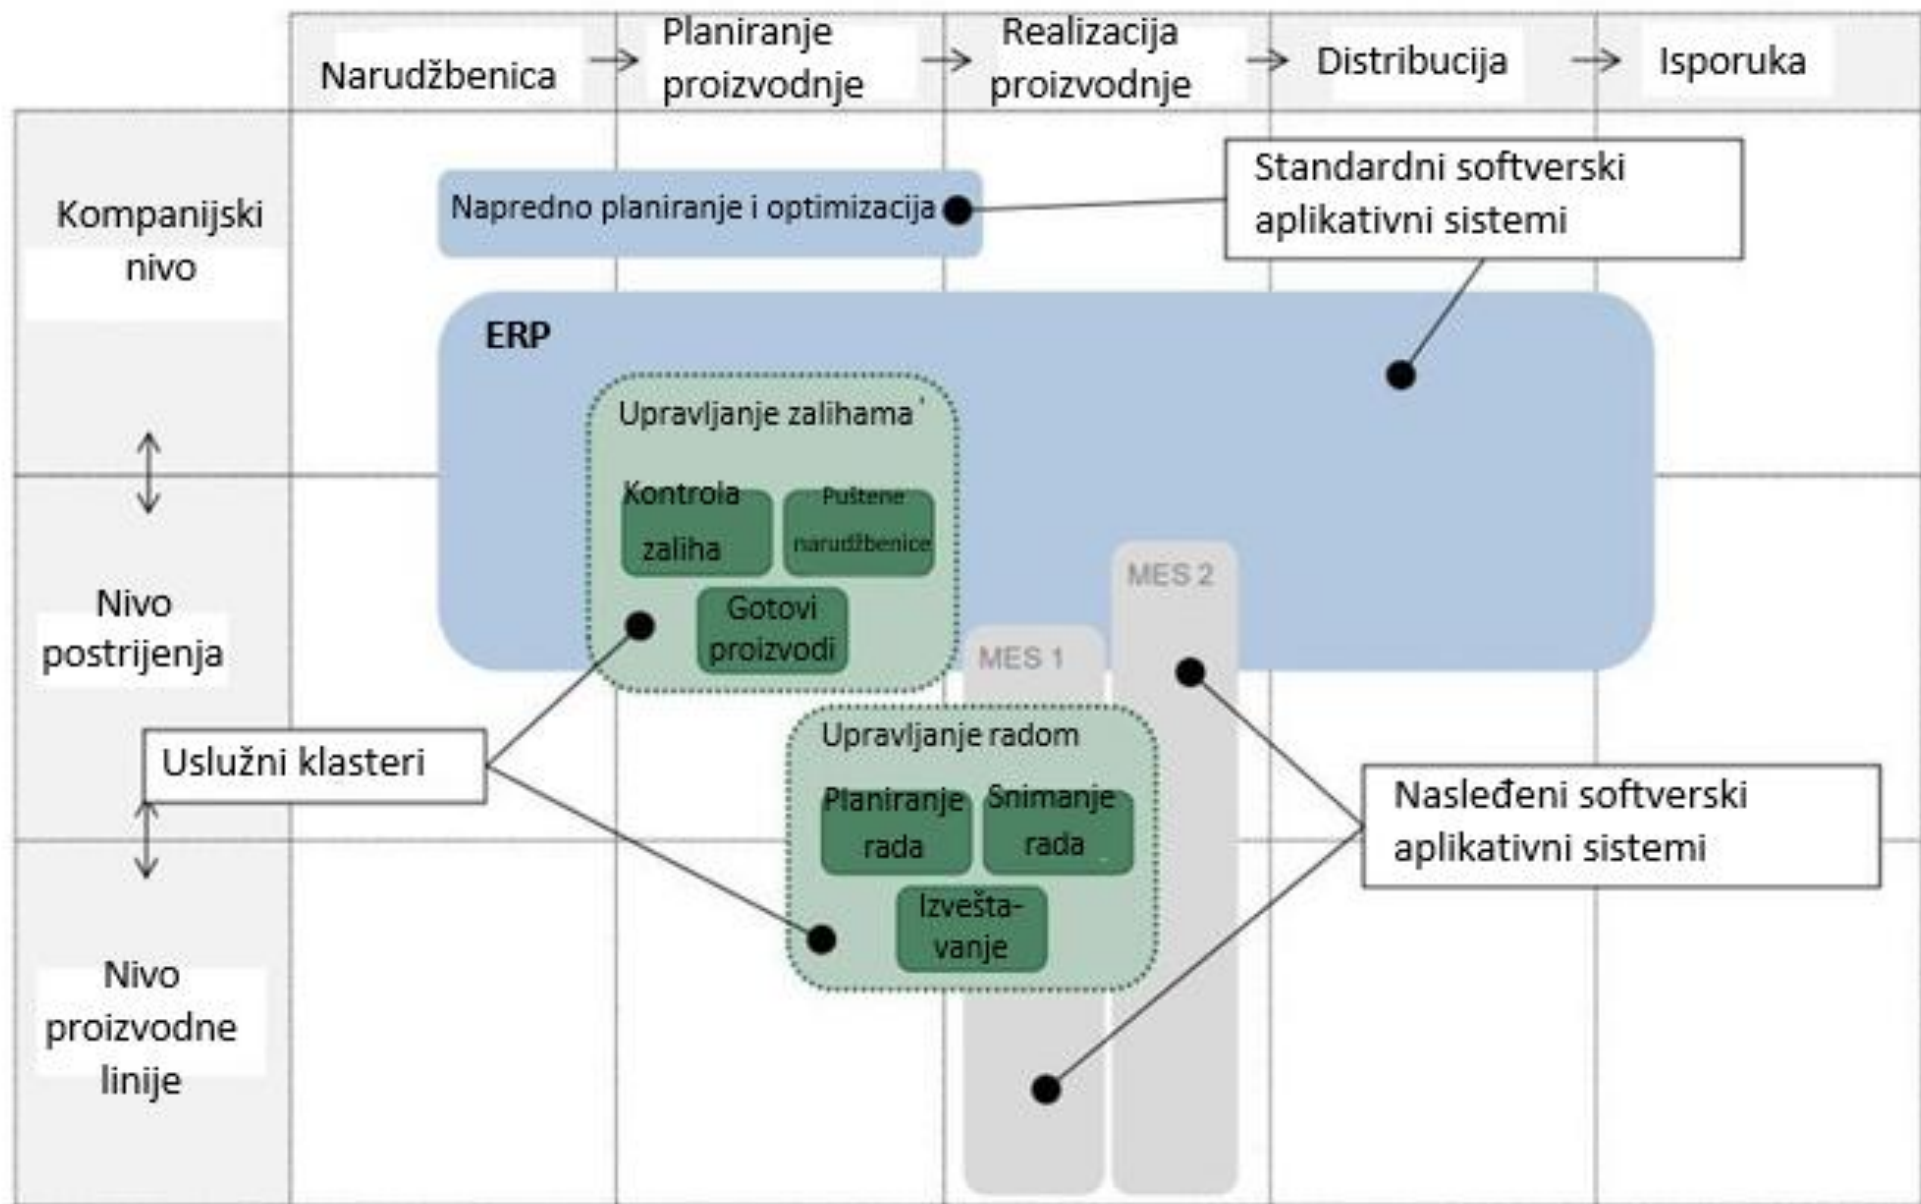 Narudžbenica
Planiranje
proizvodnje
Realizacija
proizvodnje
Distribucija
Isporuka
Kompanijski
nivo
Napredno planiranje i optimizacija
Standardni softverski
aplikativni sistemi
ERP
Upravljanje zalihama
Kontrola
zaliha
Puštene
narudžbenice
Gotovi
proizvodi
Nivo
postrijenja
MES 2
MES 1
Uslužni klasteri
Upravljanje radom
Planiranje
rada
Snimanje
rada
Izvešta-
vanje
Nasleđeni softverski
aplikativni sistemi
Nivo
proizvodne
linije